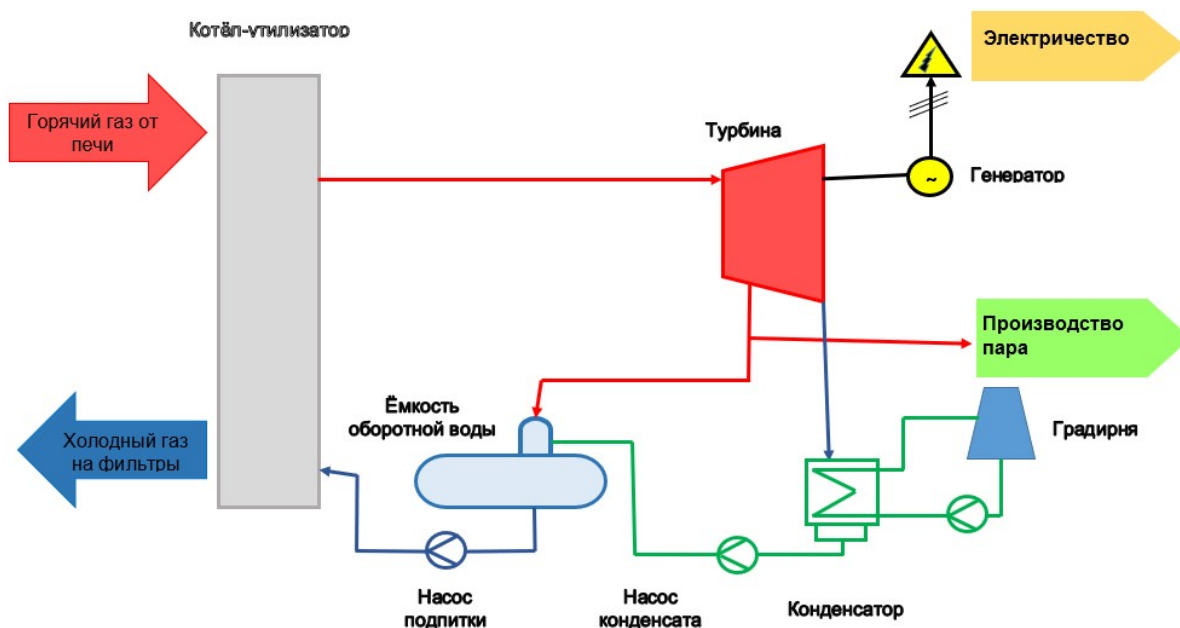 Котёл-утилизатор
Электричество
Горячий газ от
печи
Турбина
~
Генератор
Производство
пара
Ёмкость
оборотной воды
Холодный газ
на фильтры
Градирня
Насос
подпитки
Насос
конденсата
Конденсатор